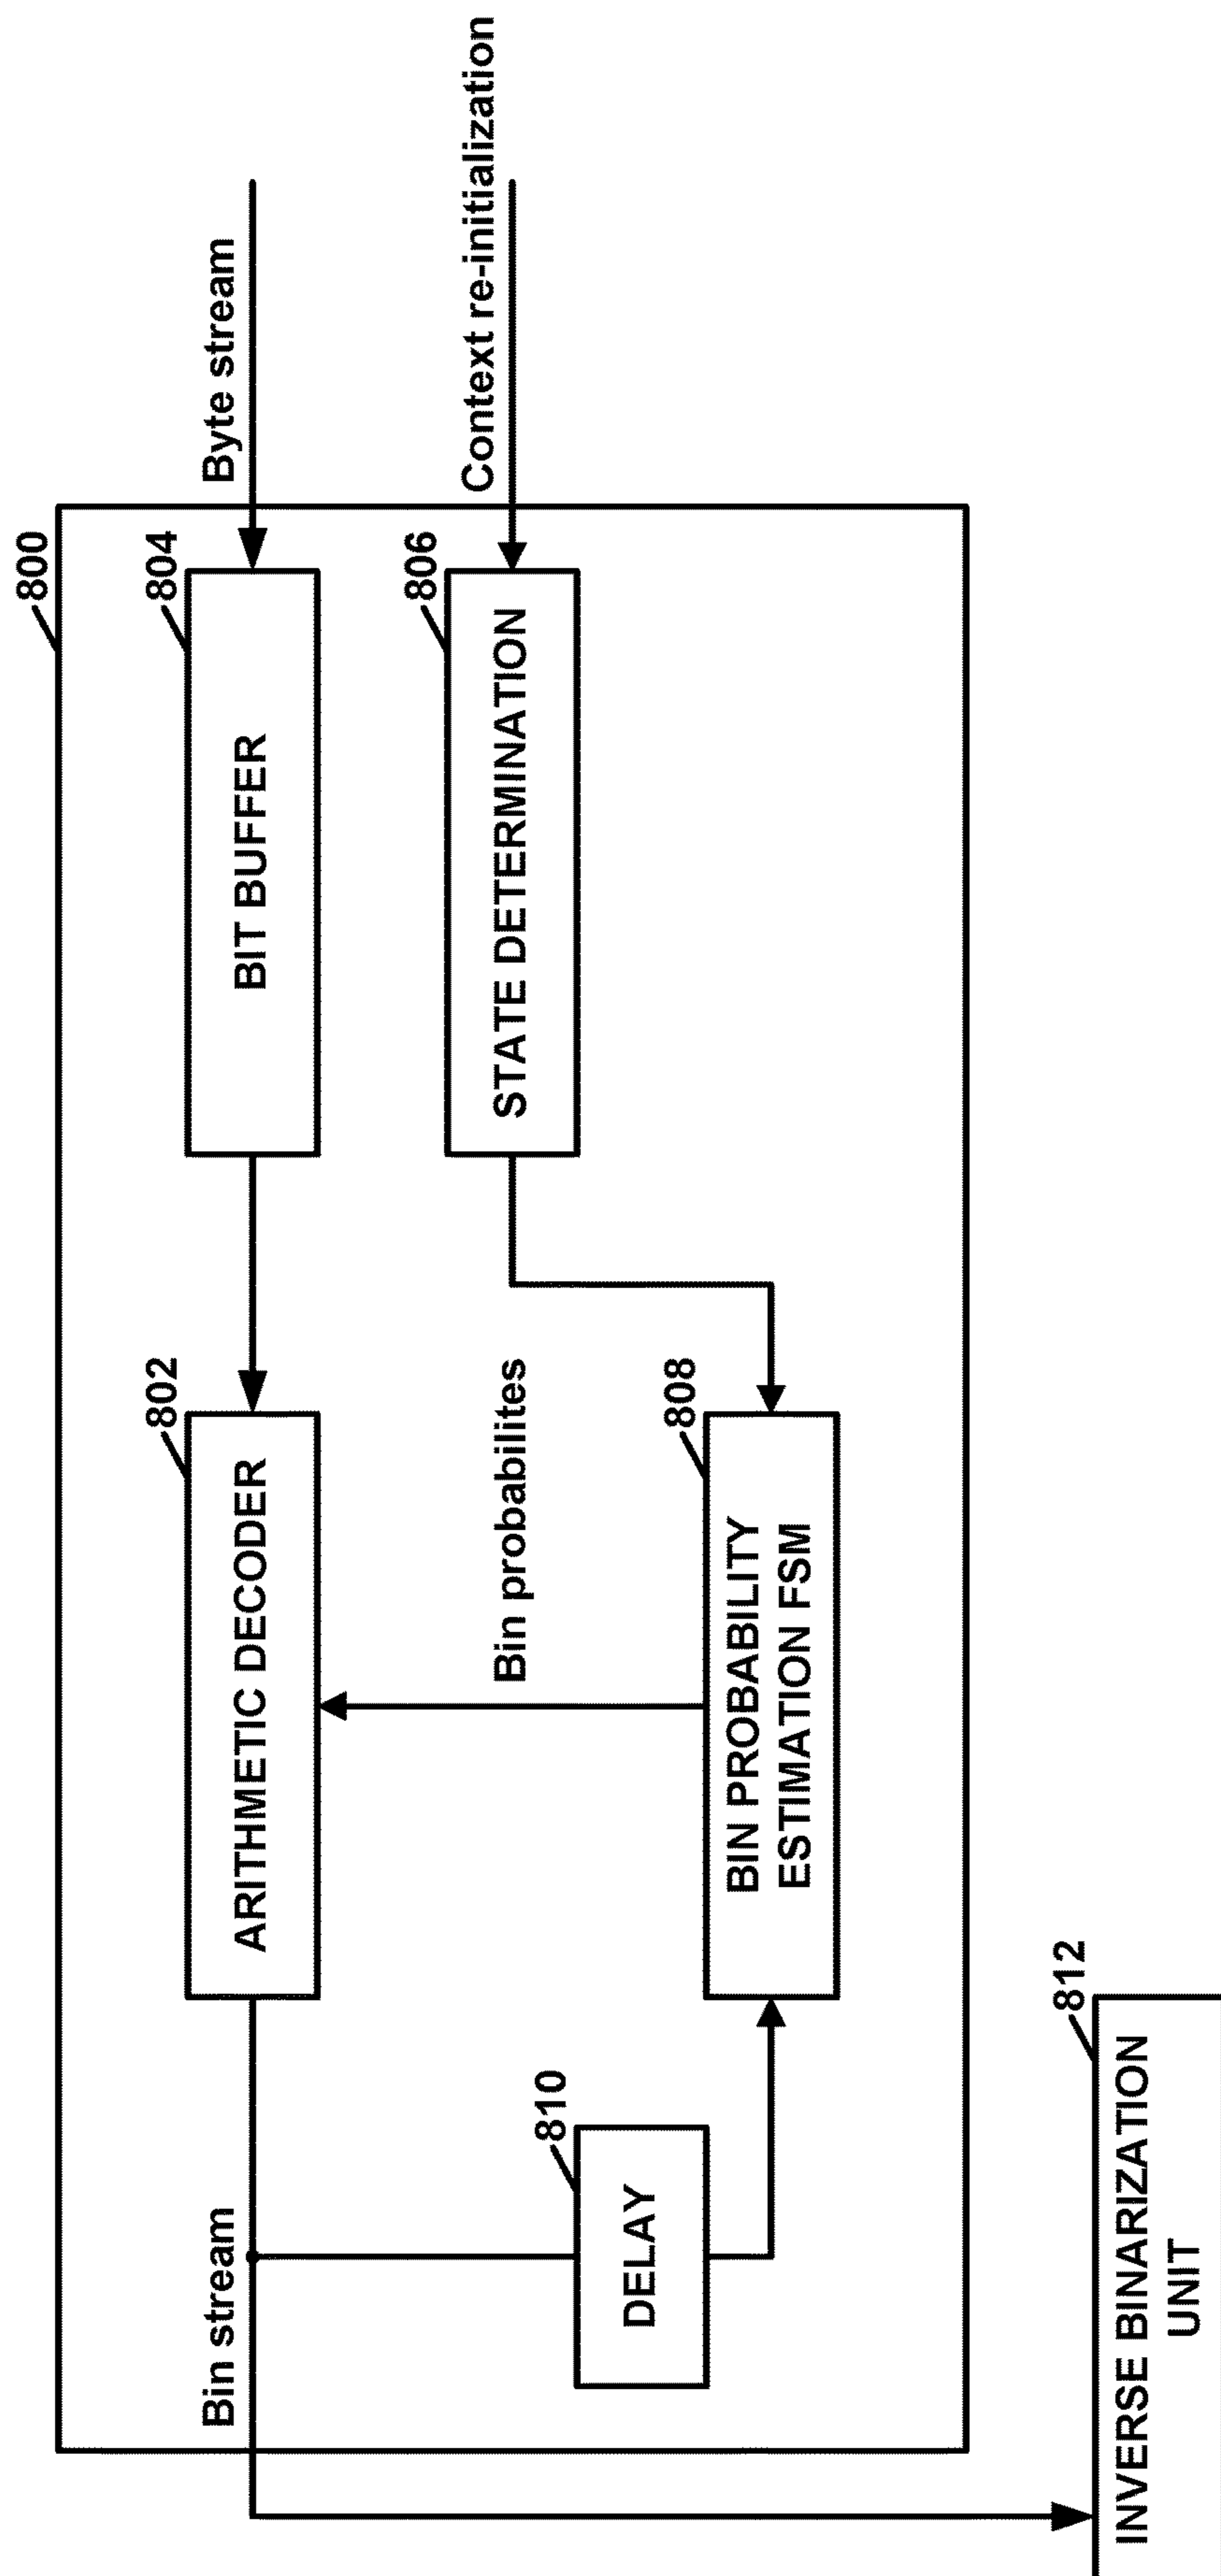 800
Bin stream
802
804
Byte stream
ARITHMETIC DECODER
BIT BUFFER
810
Bin probabilites
806
Context re-initialization
DELAY
STATE DETERMINATION
808
BIN PROBABILITY
ESTIMATION FSM
812
INVERSE BINARIZATION
UNIT